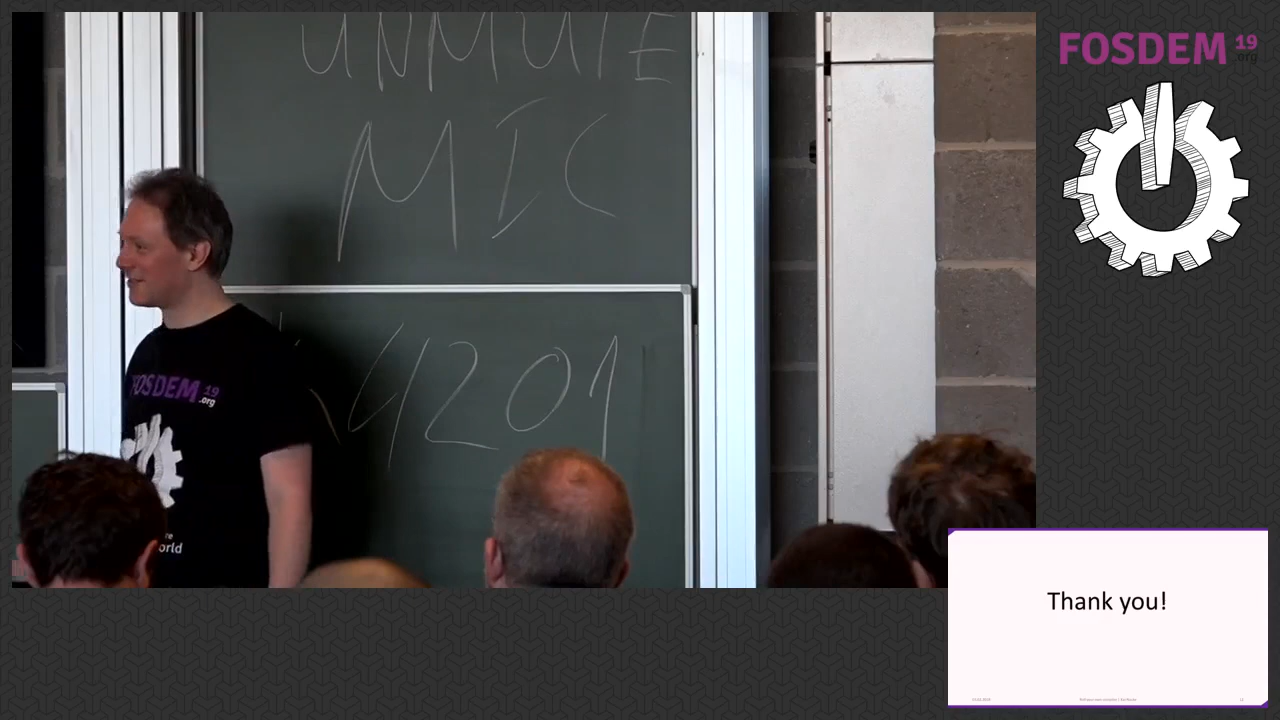 UNMUTE
MIC
4201
FOSDEM 19
.org
FOSDEM 19
.org
Thank you!